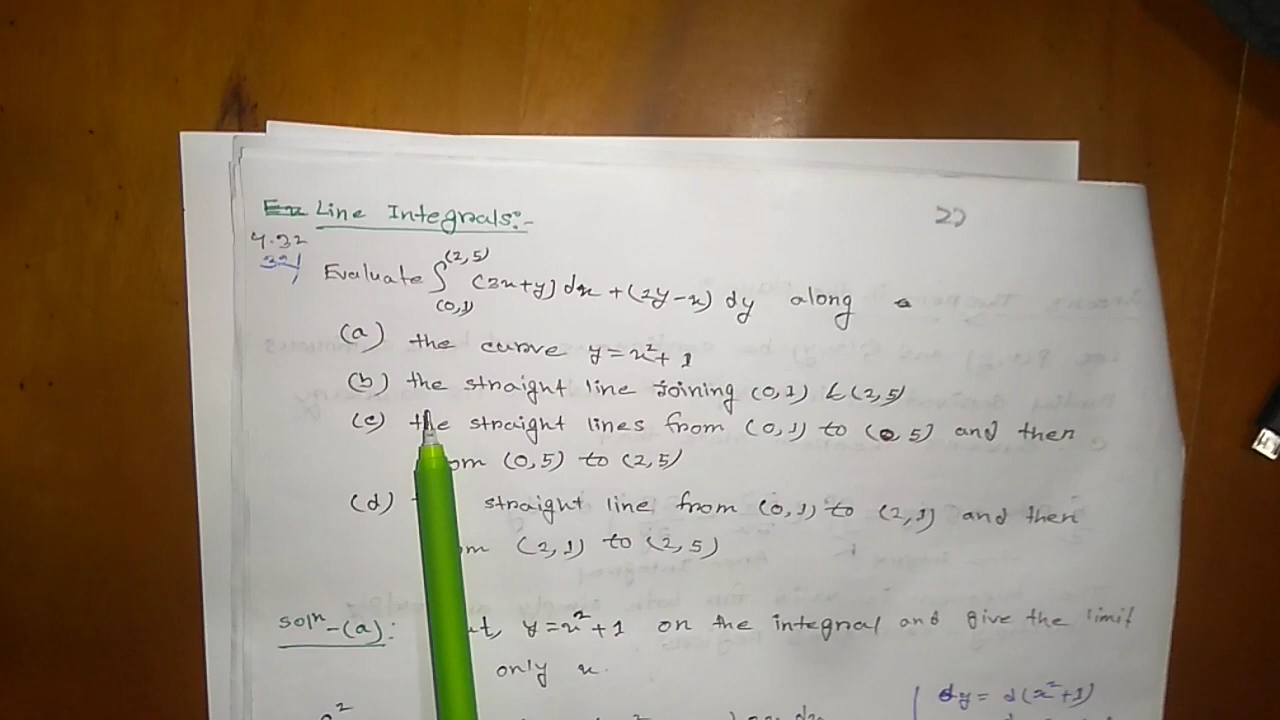 Line Integrals:-
27
4.32
32)
Evaluate ∫(0,1)^(2,5) (3x+y) dx + (2y-x) dy along a
(a) the curve y = x²+ 1
(b) the straight line joining (0,1) & (2,5)
(c) the straight lines from (0,1) to (0, 5) and then
om (0,5) to (2,5)
(d) straight line from (0,1) to (2,1) and then
om (2,1) to (2,5)
Solⁿ-(a): ut, y = x²+1 on the integral and give the limit
only x.
dy = d(x²+1)